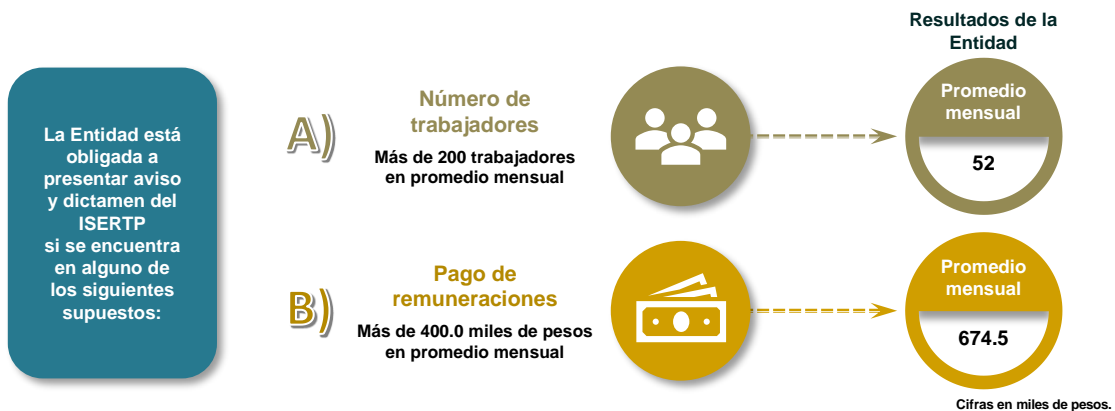 La Entidad está
obligada a
presentar aviso
y dictamen del
ISERTP
si se encuentra
en alguno de
los siguientes
supuestos:
A)
Número de
trabajadores
Más de 200 trabajadores
en promedio mensual
Resultados de la
Entidad
Promedio
mensual
52
B)
Pago de
remuneraciones
Más de 400.0 miles de pesos
en promedio mensual
Promedio
mensual
674.5
Cifras en miles de pesos.